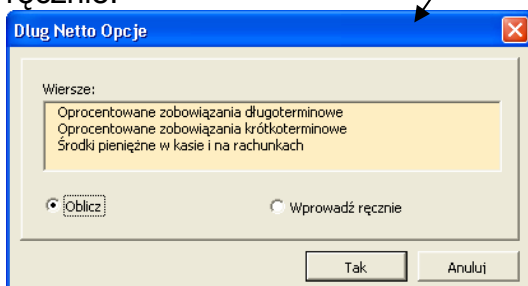 ręcznie.
Dlug Netto Opcje
Wiersze:
Oprocentowane zobowiązania długoterminowe
Oprocentowane zobowiązania krótkoterminowe
Środki pieniężne w kasie i na rachunkach
Oblicz
Wprowadź ręcznie
Tak
Anuluj